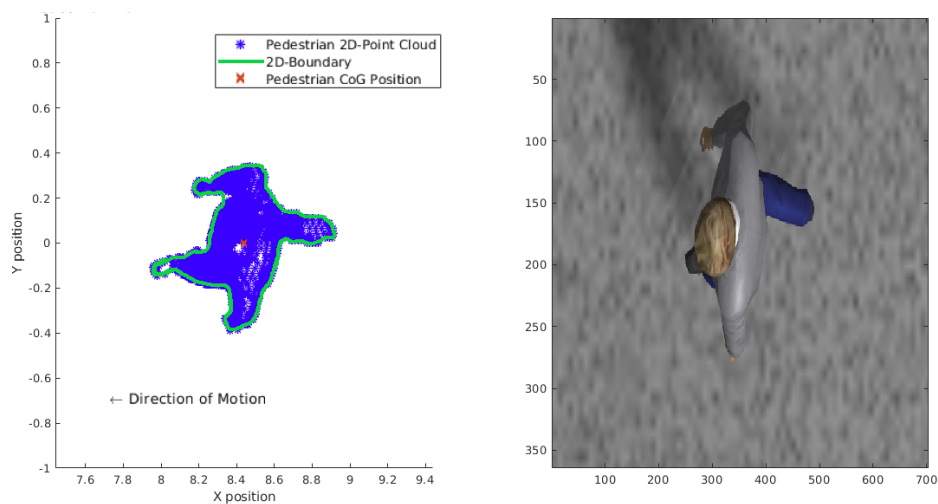 1
0.8
0.6
0.4
0.2
0
-0.2
-0.4
-0.6
-0.8
-1
Y position
Pedestrian 2D-Point Cloud
2D-Boundary
Pedestrian CoG Position
← Direction of Motion
7.6 7.8 8 8.2 8.4 8.6 8.8 9 9.2 9.4
X position
50
100
150
200
250
300
350
100 200 300 400 500 600 700